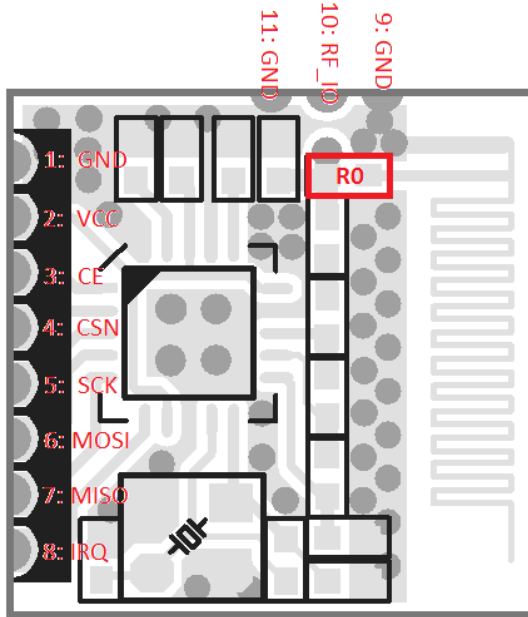 11: GND
10: RF_IO
9: GND
R0
1: GND
2: VCC
3: CE
4: CSN
5: SCK
6: MOSI
7: MISO
8: IRQ